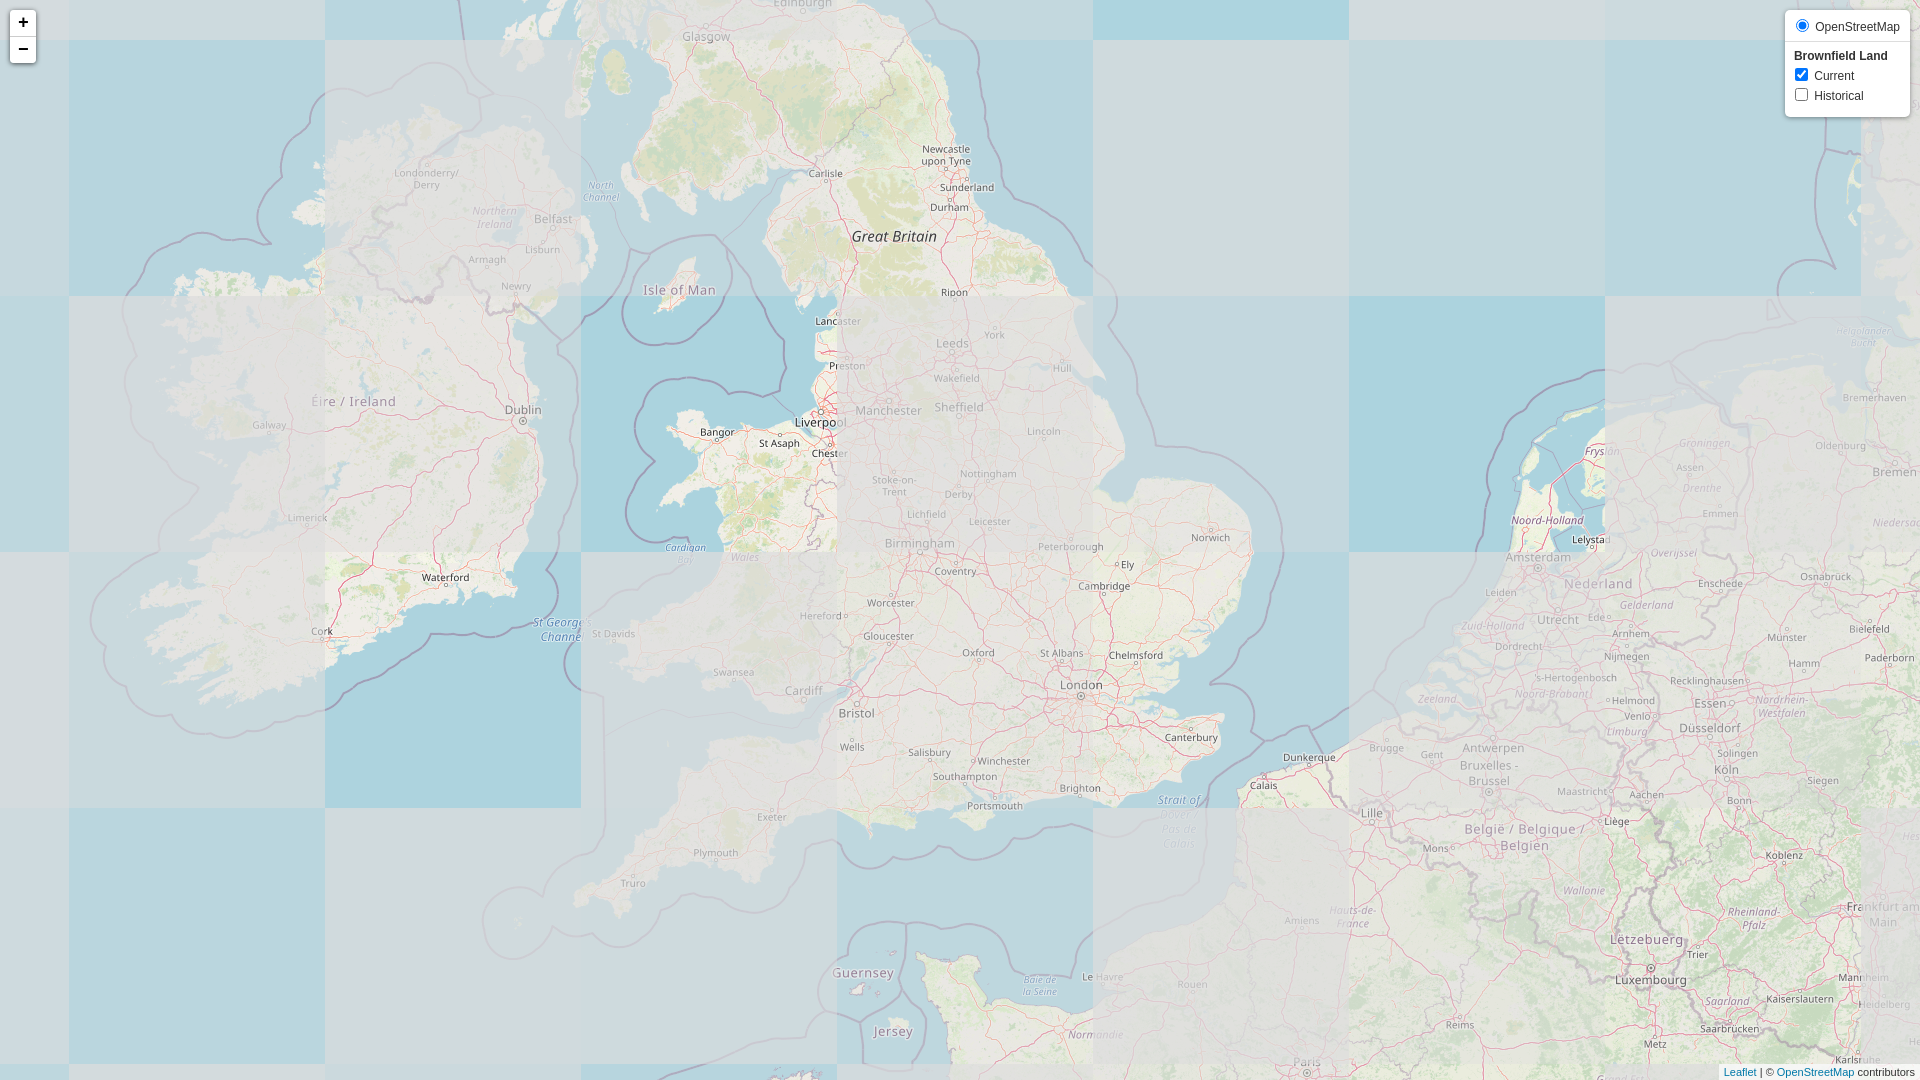 +
−
OpenStreetMap
Brownfield Land
Current
Historical
Edinburgh
Glasgow
Londonderry/
Derry
North
Channel
Northern
Ireland
Belfast
Lisburn
Armagh
Newry
Carlisle
Newcastle
upon Tyne
Sunderland
Durham
Great Britain
Isle of Man
Ripon
Lancaster
York
Leeds
Preston
Hull
Wakefield
Éire / Ireland
Dublin
Galway
Manchester
Sheffield
Liverpool
Bangor
St Asaph
Chester
Lincoln
Nottingham
Stoke-on-
Trent
Derby
Limerick
Lichfield
Leicester
Birmingham
Peterborough
Norwich
Cardigan
Bay
Wales
Coventry
Ely
Cambridge
Waterford
Worcester
Hereford
Cork
St George's
Channel
St Davids
Gloucester
Oxford
St Albans
Chelmsford
Swansea
Cardiff
London
Bristol
Wells
Salisbury
Winchester
Canterbury
Southampton
Portsmouth
Brighton
Exeter
Plymouth
Truro
Strait of
Dover /
Pas de
Calais
Dunkerque
Calais
Guernsey
Jersey
Baie de
la Seine
Le Havre
Rouen
Normandie
Amiens
Hauts-de-
France
Paris
Reims
Helgoländer
Bucht
Bremerhaven
Groningen
Oldenburg
Fryslân
Assen
Bremen
Drenthe
Emmen
Noord-Holland
Lelystad
Amsterdam
Overijssel
Nederland
Enschede
Osnabrück
Leiden
Gelderland
Utrecht
Ede
Zuid-Holland
Arnhem
Münster
Bielefeld
Dordrecht
Nijmegen
Hamm
Paderborn
's-Hertogenbosch
Recklinghausen
Zeeland
Noord-Brabant
Helmond
Essen
Nordrhein-
Westfalen
Venlo
Limburg
Düsseldorf
Brugge
Gent
Antwerpen
Solingen
Bruxelles -
Brussel
Köln
Siegen
Maastricht
Aachen
Bonn
Lille
Liège
België / Belgique /
Belgien
Mons
Koblenz
Wallonie
Frankfurt am
Main
Rheinland-
Pfalz
Lëtzebuerg
Trier
Luxembourg
Mannheim
Saarland
Kaiserslautern
Heidelberg
Saarbrücken
Metz
Leaflet | © OpenStreetMap contributors